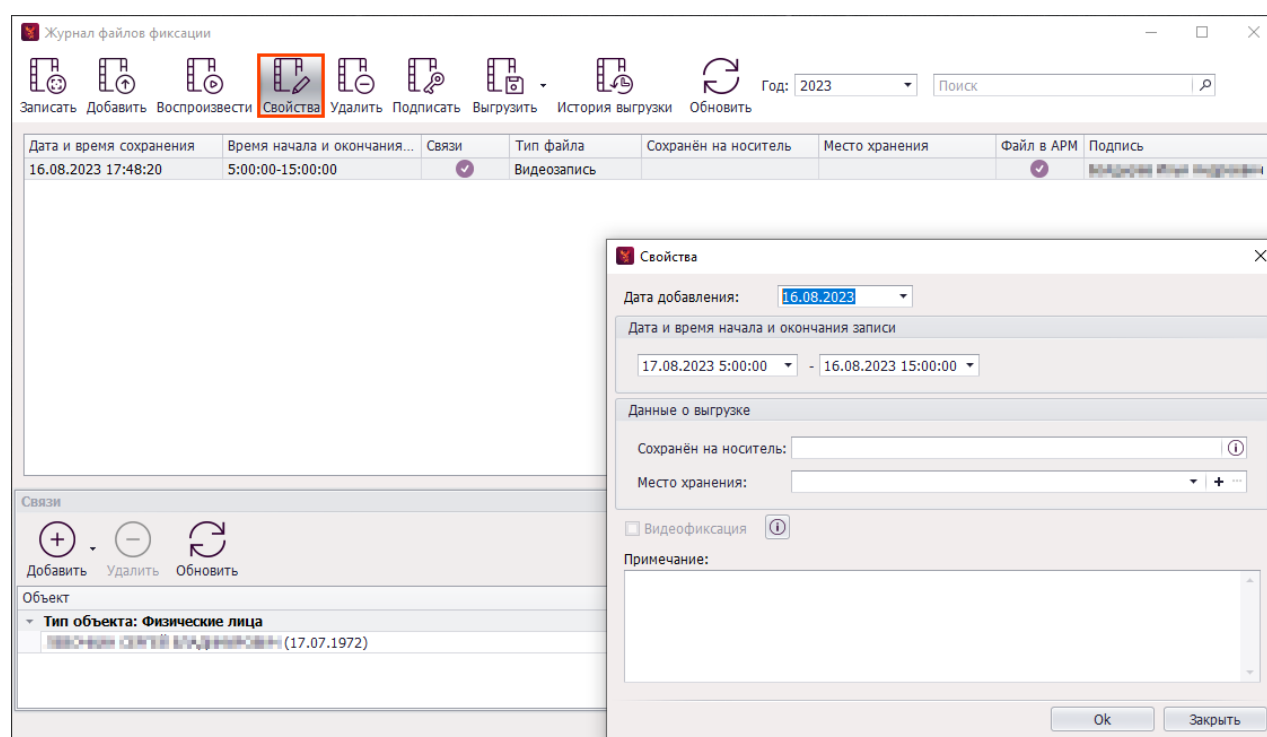 Журнал файлов фиксации
Записать Добавить Воспроизвести Свойства Удалить Подписать Выгрузить История выгрузки Обновить Год: 2023 Поиск
Дата и время сохранения Время начала и окончания... Связи Тип файла Сохранён на носитель Место хранения Файл в АРМ Подпись
16.08.2023 17:48:20 5:00:00-15:00:00 Видеозапись
Свойства
Дата добавления: 16.08.2023
Дата и время начала и окончания записи
17.08.2023 5:00:00 - 16.08.2023 15:00:00
Данные о выгрузке
Сохранён на носитель:
Место хранения:
Видеофиксация
Примечание:
Ok Закрыть
Связи
Добавить Удалить Обновить
Объект
Тип объекта: Физические лица
(17.07.1972)